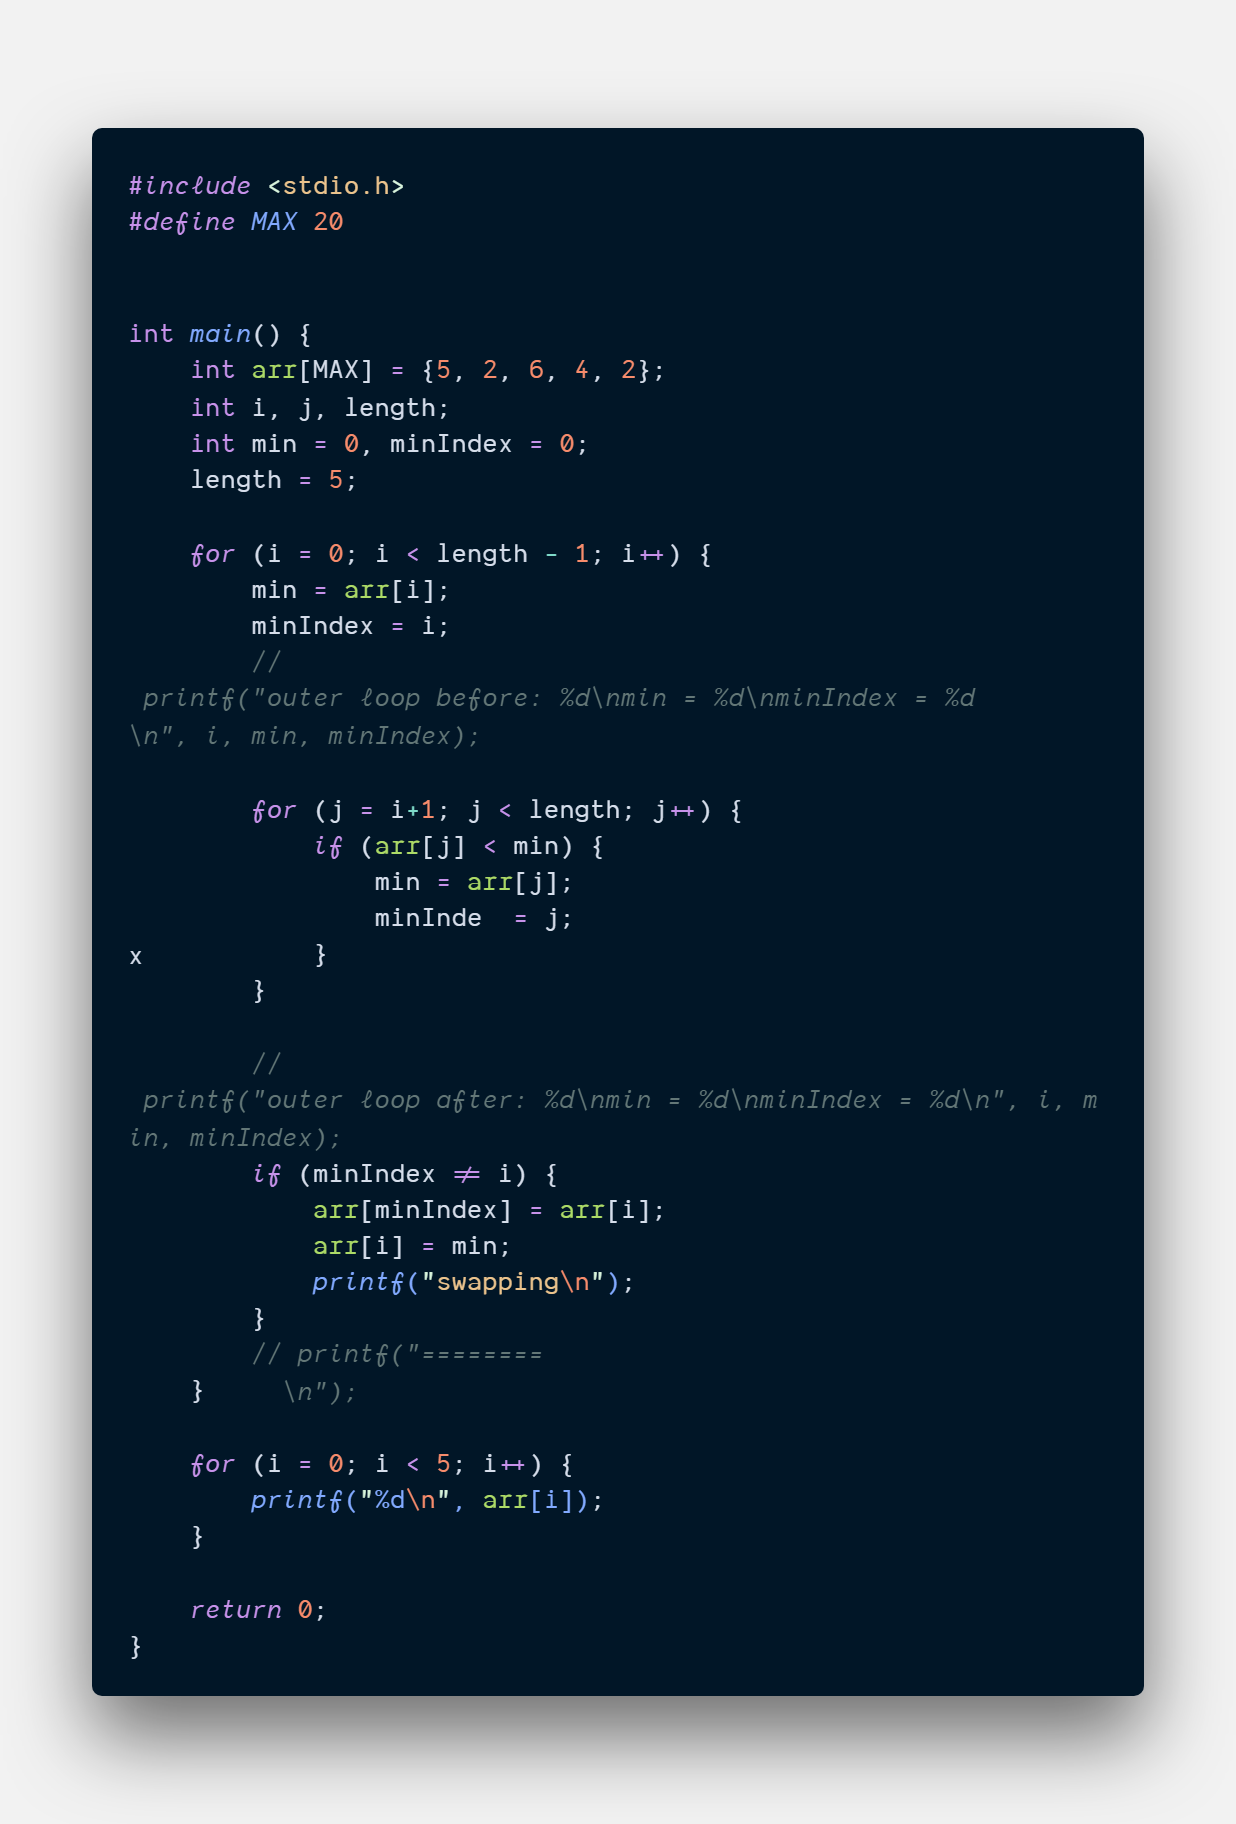 #include <stdio.h>
#define MAX 20
int main() {
    int arr[MAX] = {5, 2, 6, 4, 2};
    int i, j, length;
    int min = 0, minIndex = 0;
    length = 5;
    for (i = 0; i < length - 1; i++) {
        min = arr[i];
        minIndex = i;
        //
 printf("outer loop before: %d\nmin = %d\nminIndex = %d
\n", i, min, minIndex);
        for (j = i+1; j < length; j++) {
            if (arr[j] < min) {
                min = arr[j];
                minInde  = j;
x           }
        }
        //
 printf("outer loop after: %d\nmin = %d\nminIndex = %d\n", i, m
in, minIndex);
        if (minIndex != i) {
            arr[minIndex] = arr[i];
            arr[i] = min;
            printf("swapping\n");
        }
        // printf("========
    }     \n");
    for (i = 0; i < 5; i++) {
        printf("%d\n", arr[i]);
    }
    return 0;
}